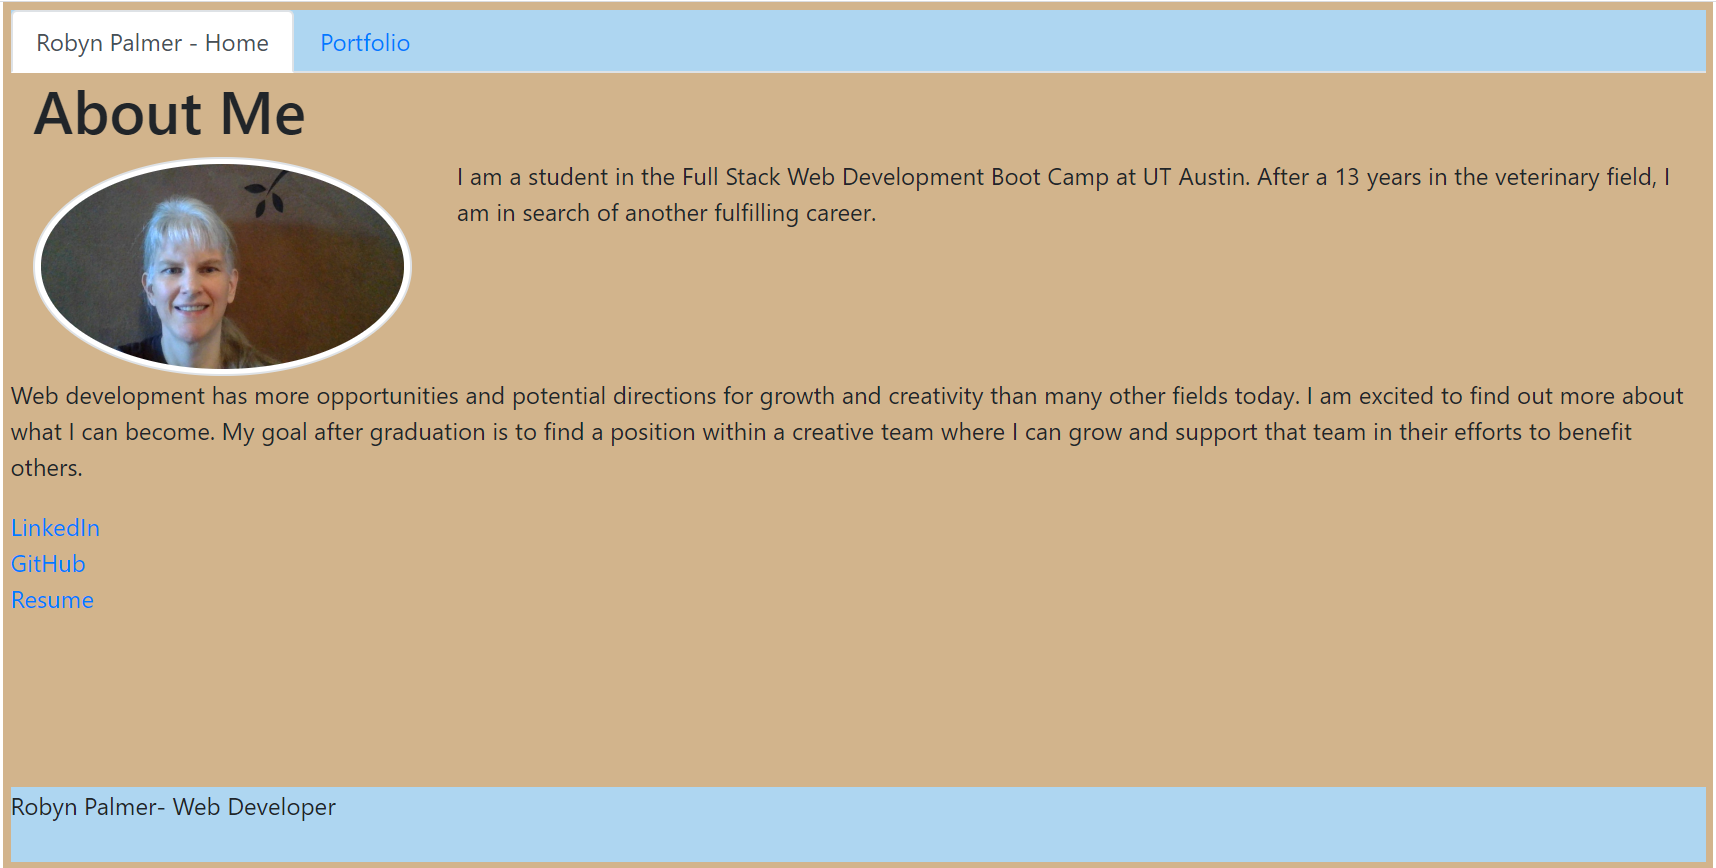 Robyn Palmer - Home Portfolio
About Me
I am a student in the Full Stack Web Development Boot Camp at UT Austin. After a 13 years in the veterinary field, I
am in search of another fulfilling career.
Web development has more opportunities and potential directions for growth and creativity than many other fields today. I am excited to find out more about
what I can become. My goal after graduation is to find a position within a creative team where I can grow and support that team in their efforts to benefit
others.
LinkedIn
GitHub
Resume
Robyn Palmer- Web Developer